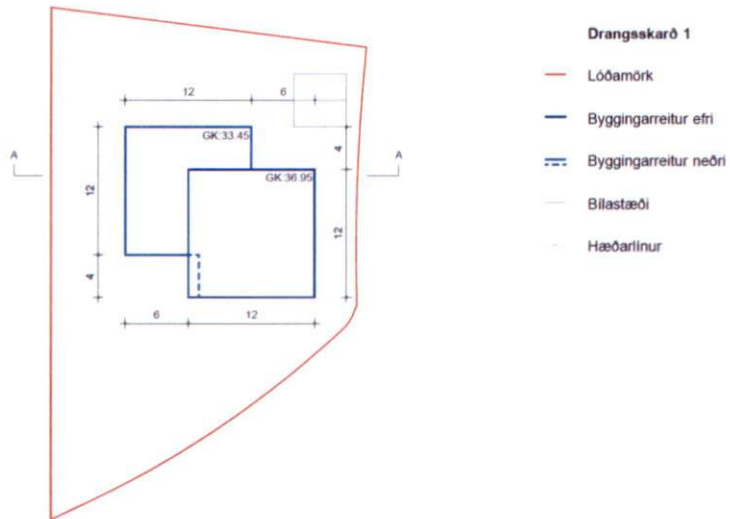 Drangsskarð 1
Lóðamörk
Byggingarreitur efri
Byggingarreitur neðri
Bílastæði
Hæðarlínur
12
6
GK:33.45
4
A
A
GK:36.95
12
12
4
6
12